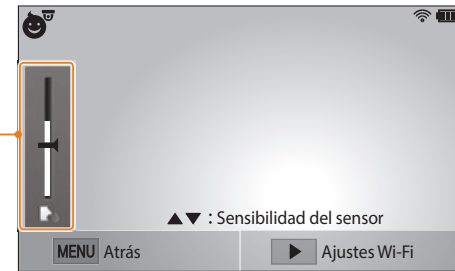 ▲▼ : Sensibilidad del sensor
MENU Atrás
▶ Ajustes Wi-Fi